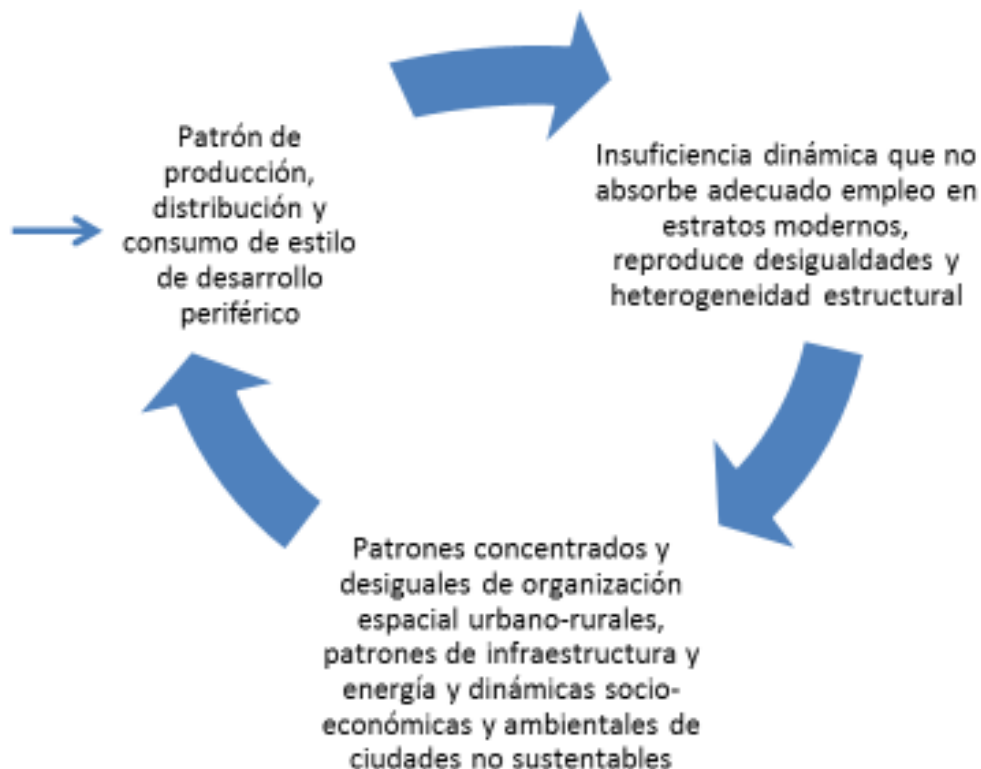 Patrón de
producción,
distribución y
consumo de estilo
de desarrollo
periférico
Insuficiencia dinámica que no
absorbe adecuado empleo en
estratos modernos,
reproduce desigualdades y
heterogeneidad estructural
Patrones concentrados y
desiguales de organización
espacial urbano-rurales,
patrones de infraestructura y
energía y dinámicas socio-
económicas y ambientales de
ciudades no sustentables